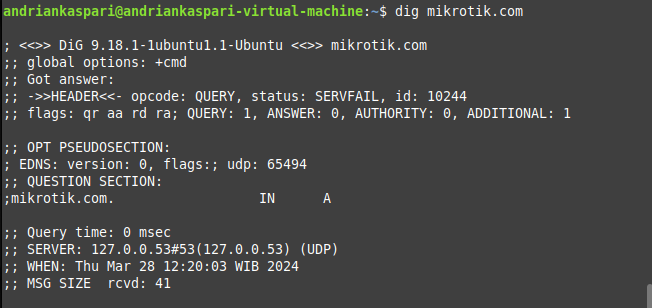 andriankaspari@andriankaspari-virtual-machine:~$ dig mikrotik.com
; <<>> DiG 9.18.1-1ubuntu1.1-Ubuntu <<>> mikrotik.com
;; global options: +cmd
;; Got answer:
;; ->>HEADER<<- opcode: QUERY, status: SERVFAIL, id: 10244
;; flags: qr aa rd ra; QUERY: 1, ANSWER: 0, AUTHORITY: 0, ADDITIONAL: 1
;; OPT PSEUDOSECTION:
; EDNS: version: 0, flags:; udp: 65494
;; QUESTION SECTION:
;mikrotik.com. IN A
;; Query time: 0 msec
;; SERVER: 127.0.0.53#53(127.0.0.53) (UDP)
;; WHEN: Thu Mar 28 12:20:03 WIB 2024
;; MSG SIZE rcvd: 41